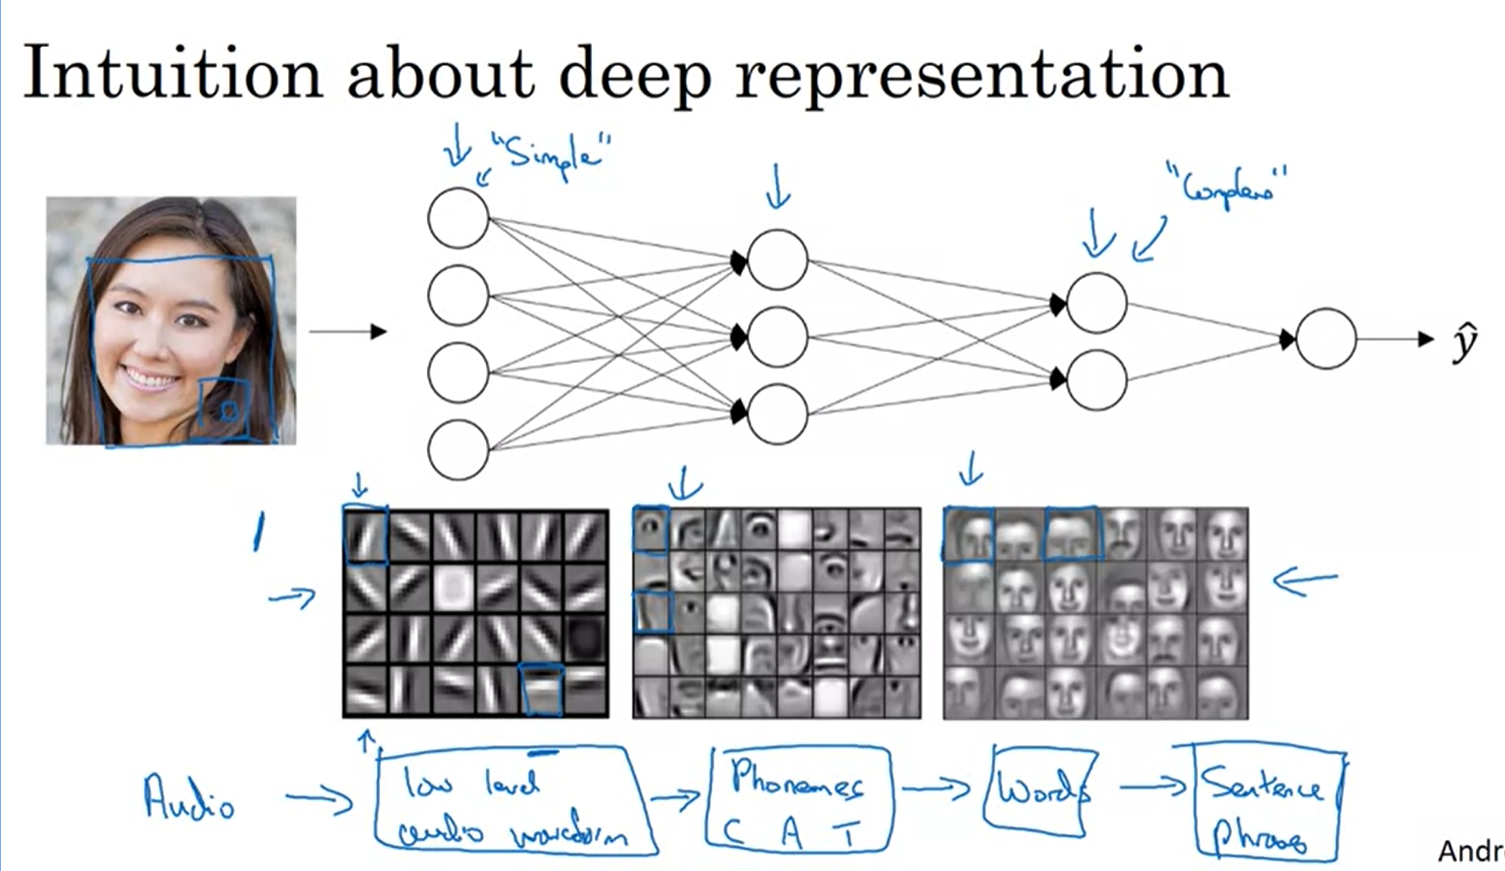 Intuition about deep representation
"Simple"
"Complex"
ŷ
Audio
low level
audio waveform
Phonemes
C A T
Words
Sentence
Phrase
Andr